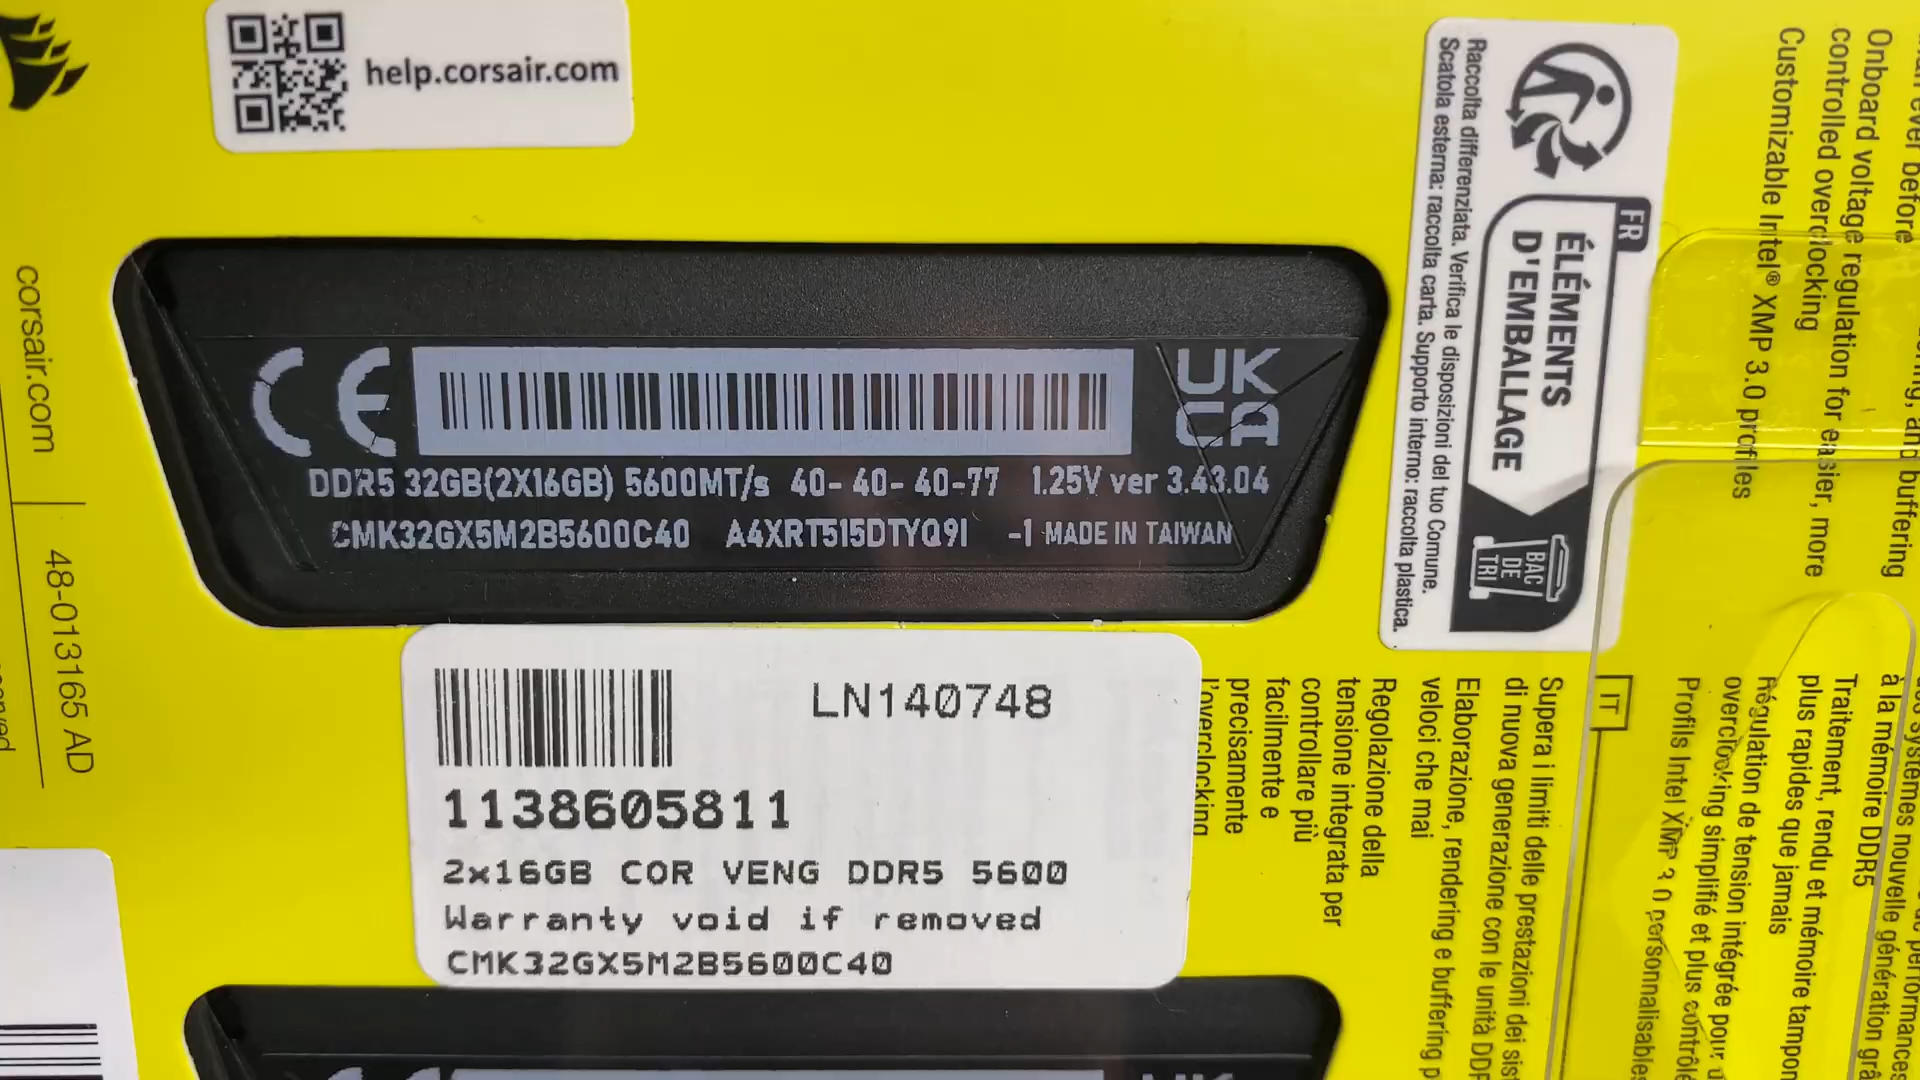 help.corsair.com
corsair.com
48-013165 AD
DDR5 32GB(2X16GB) 5600MT/s 40-40-40-77 1.25V ver 3.43.04
CMK32GX5M2B5600C40 A4XRT515DTYQ91 -1 MADE IN TAIWAN
UK
CA
LN140748
1138605811
2x16GB COR VENG DDR5 5600
Warranty void if removed
CMK32GX5M2B5600C40
FR
ÉLÉMENTS
D'EMBALLAGE
BAC
DE
TRI
Raccolta differenziata. Verifica le disposizioni del tuo Comune.
Scatola esterna: raccolta carta. Supporto interno: raccolta plastica.
before
buffering
Onboard voltage regulation for easier, more
controlled overclocking
Customizable Intel® XMP 3.0 profiles
systèmes nouvelle génération
à la mémoire DDR5
Traitement, rendu et mémoire tampon
plus rapides que jamais
Régulation de tension intégrée pour
overclocking simplifié et plus contrôlé
Profils Intel XMP 3.0 personnalisables
IT
Supera i limiti delle prestazioni dei
di nuova generazione con le unità
Elaborazione, rendering e buffering
veloci che mai
Regolazione della
tensione integrata per
controllare più
facilmente e
precisamente
l'overclocking